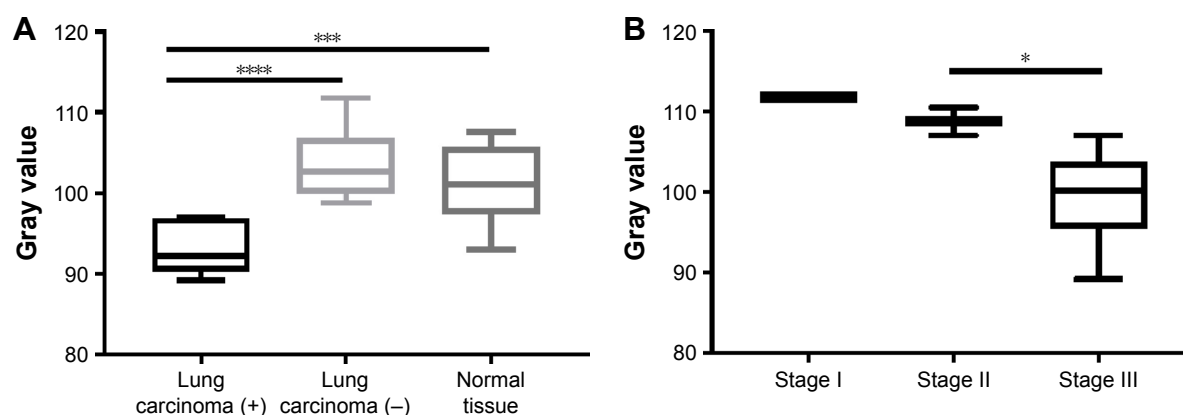 A
Gray value
120
110
100
90
80
***
****
Lung
carcinoma (+)
Lung
carcinoma (–)
Normal
tissue
B
Gray value
120
110
100
90
80
*
Stage I
Stage II
Stage III